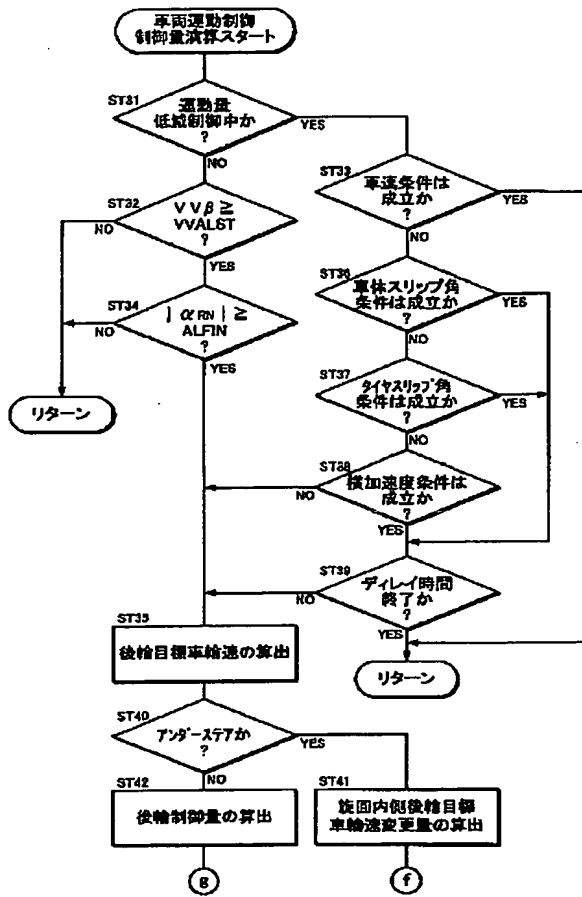 車両運動制御
制御量演算スタート
ST31
運動量
低減制御中か
?
YES
NO
ST33
車速条件は
成立か
?
YES
NO
ST32
VVβ≧
VVALST
?
NO
YES
ST36
車体スリップ角
条件は成立か
?
YES
NO
ST34
|αRN|≧
ALFIN
?
NO
YES
ST37
タイヤスリップ角
条件は成立か
?
YES
NO
リターン
ST38
横加速度条件は
成立か
?
NO
YES
ST39
ディレイ時間
終了か
?
NO
YES
リターン
ST35
後輪目標車輪速の算出
ST40
アンダーステアか
?
YES
NO
ST42
後輪制御量の算出
ST41
旋回内側後輪目標
車輪速変更量の算出
g
f